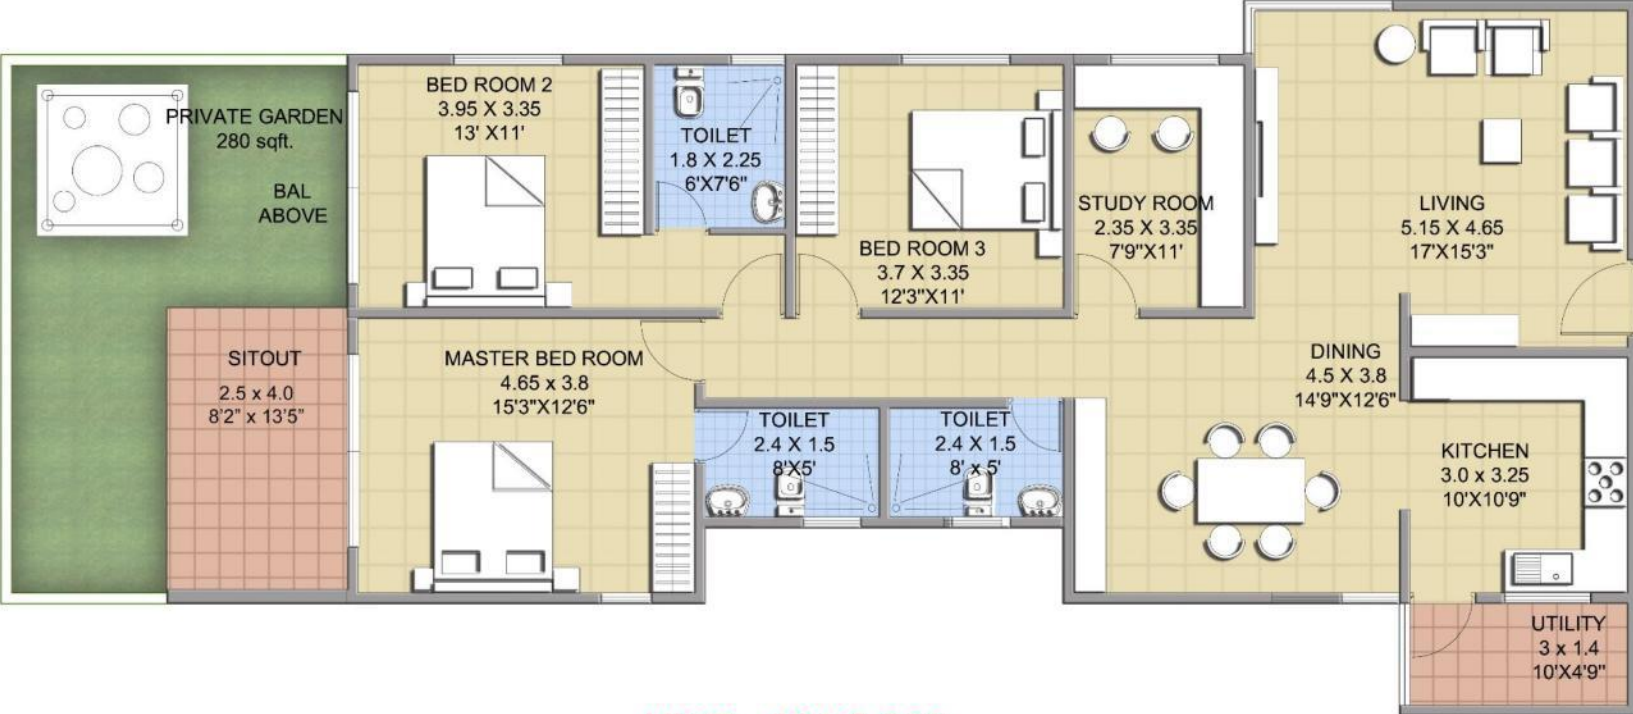 PRIVATE GARDEN
280 sqft.
BAL
ABOVE
BED ROOM 2
3.95 X 3.35
13' X11'
TOILET
1.8 X 2.25
6'X7'6"
BED ROOM 3
3.7 X 3.35
12'3"X11'
STUDY ROOM
2.35 X 3.35
7'9"X11'
LIVING
5.15 X 4.65
17'X15'3"
SITOUT
2.5 x 4.0
8'2" x 13'5"
MASTER BED ROOM
4.65 x 3.8
15'3"X12'6"
TOILET
2.4 X 1.5
8'X5'
TOILET
2.4 X 1.5
8' x 5'
DINING
4.5 X 3.8
14'9"X12'6"
KITCHEN
3.0 x 3.25
10'X10'9"
UTILITY
3 x 1.4
10'X4'9"